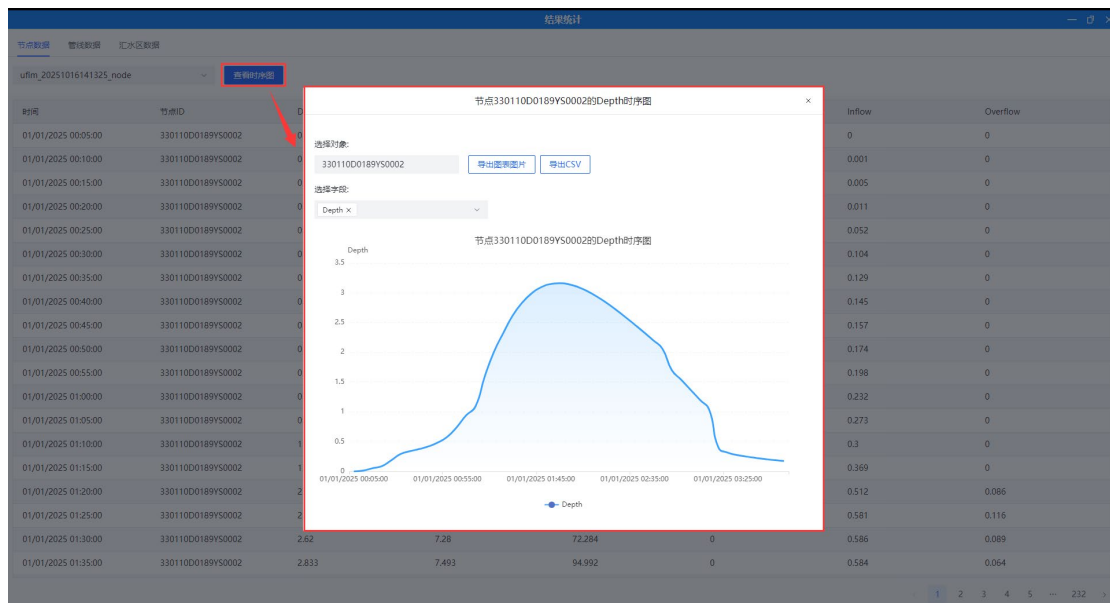 结果统计
节点数据 管线数据 汇水区数据
uflm_20251016141325_node 查看时序图
时间 节点ID D Inflow Overflow
01/01/2025 00:05:00 330110D0189YS0002 0 0 0
01/01/2025 00:10:00 330110D0189YS0002 0 0.001 0
01/01/2025 00:15:00 330110D0189YS0002 0 0.005 0
01/01/2025 00:20:00 330110D0189YS0002 0 0.011 0
01/01/2025 00:25:00 330110D0189YS0002 0 0.052 0
01/01/2025 00:30:00 330110D0189YS0002 0 0.104 0
01/01/2025 00:35:00 330110D0189YS0002 0 0.129 0
01/01/2025 00:40:00 330110D0189YS0002 0 0.145 0
01/01/2025 00:45:00 330110D0189YS0002 0 0.157 0
01/01/2025 00:50:00 330110D0189YS0002 0 0.174 0
01/01/2025 00:55:00 330110D0189YS0002 0 0.198 0
01/01/2025 01:00:00 330110D0189YS0002 0 0.232 0
01/01/2025 01:05:00 330110D0189YS0002 0 0.273 0
01/01/2025 01:10:00 330110D0189YS0002 1 0.3 0
01/01/2025 01:15:00 330110D0189YS0002 1 0.369 0
01/01/2025 01:20:00 330110D0189YS0002 2 0.512 0.086
01/01/2025 01:25:00 330110D0189YS0002 2 0.581 0.116
01/01/2025 01:30:00 330110D0189YS0002 2.62 7.28 72.284 0 0.586 0.089
01/01/2025 01:35:00 330110D0189YS0002 2.833 7.493 94.992 0 0.584 0.064
1 2 3 4 5 ··· 232
节点330110D0189YS0002的Depth时序图
选择对象:
330110D0189YS0002 导出图表图片 导出CSV
选择字段:
Depth ×
节点330110D0189YS0002的Depth时序图
Depth
3.5
3
2.5
2
1.5
1
0.5
0
01/01/2025 00:05:00 01/01/2025 00:55:00 01/01/2025 01:45:00 01/01/2025 02:35:00 01/01/2025 03:25:00
Depth